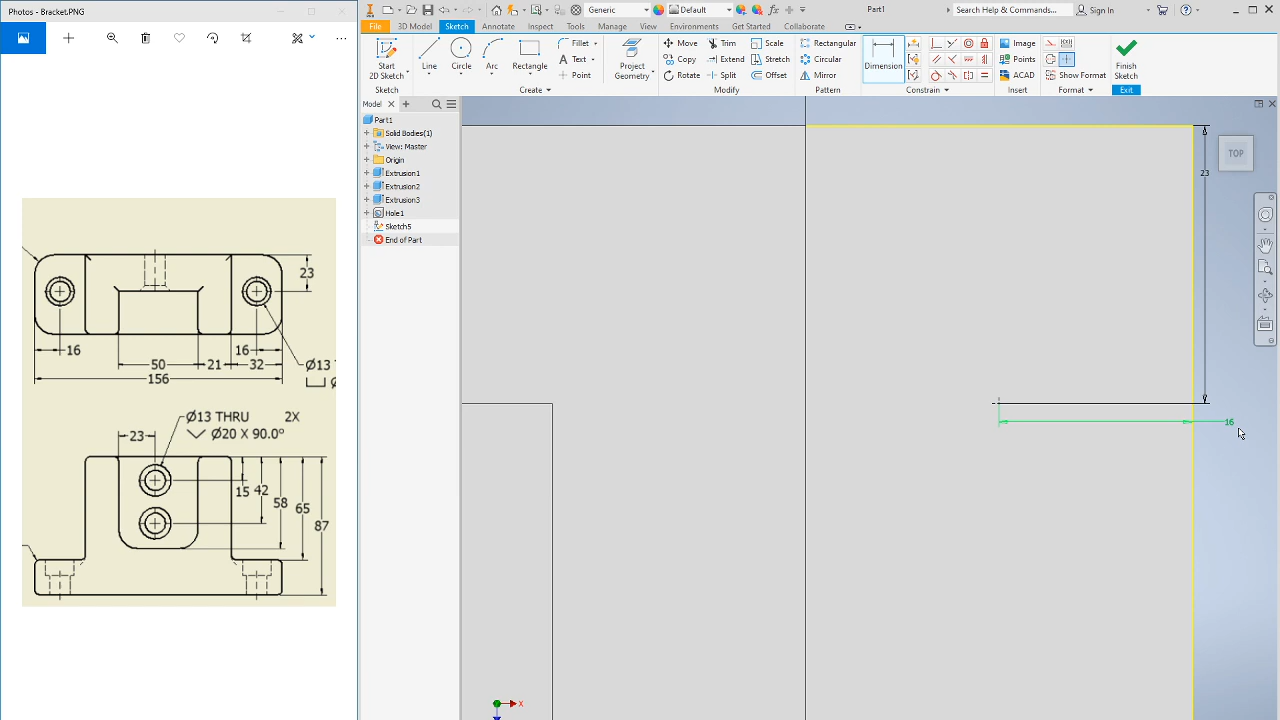 Photos - Bracket.PNG
Generic
Default
Part1
Search Help & Commands...
Sign In
File
3D Model
Sketch
Annotate
Inspect
Tools
Manage
View
Environments
Get Started
Collaborate
Start
2D Sketch
Line
Circle
Arc
Rectangle
Fillet
Text
Point
Project
Geometry
Move
Copy
Rotate
Trim
Extend
Split
Scale
Stretch
Offset
Rectangular
Circular
Mirror
Dimension
Image
Points
ACAD
Show Format
Finish
Sketch
Sketch
Create
Modify
Pattern
Constrain
Insert
Format
Exit
Model
Part1
Solid Bodies(1)
View: Master
Origin
Extrusion1
Extrusion2
Extrusion3
Hole1
Sketch5
End of Part
TOP
23
16
23
16
50
21
16
32
156
Ø13 T
Ø
Ø13 THRU 2X
Ø20 X 90.0°
23
15
42
58
65
87
X